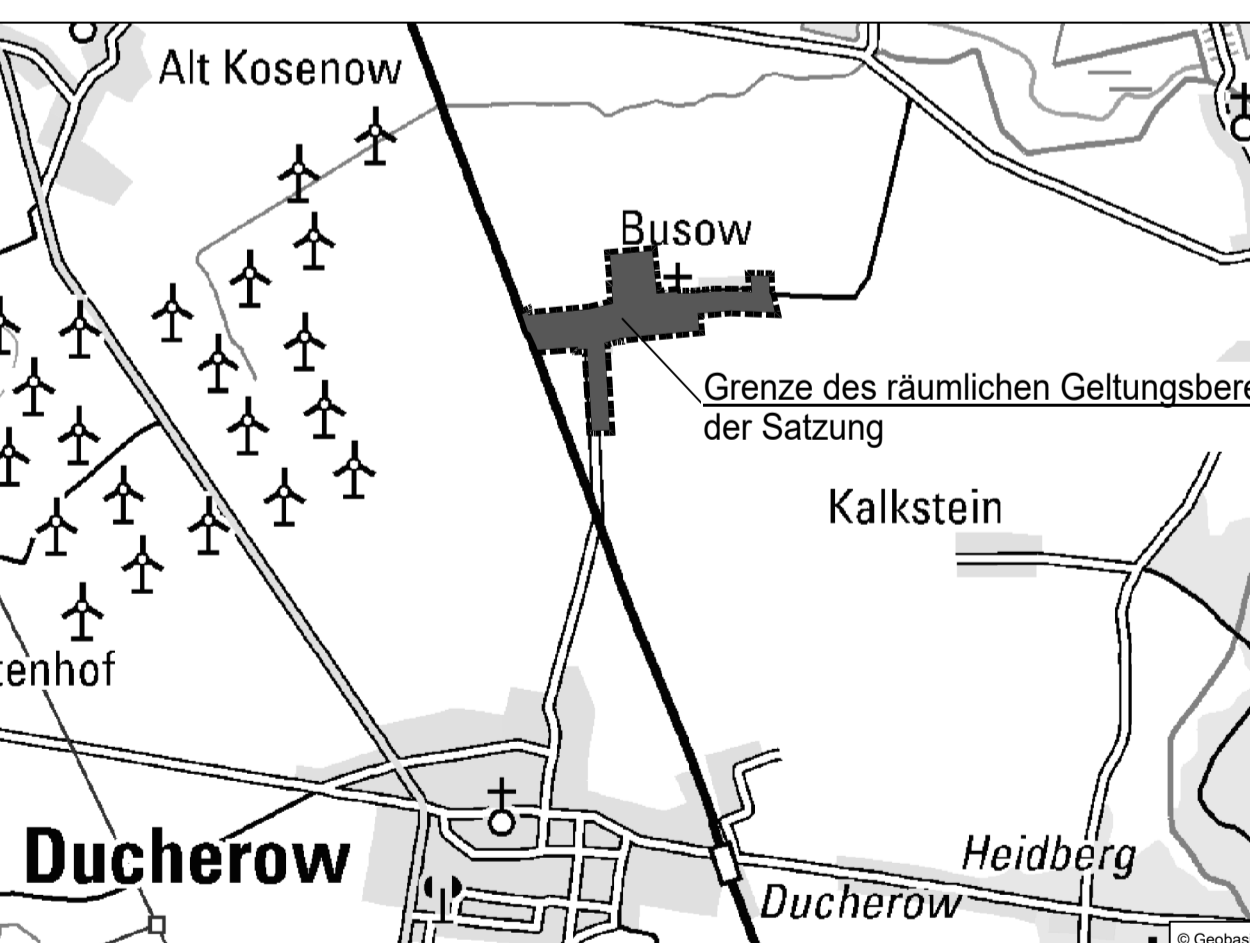 Alt Kosenow
Busow
Grenze des räumlichen Geltungsbere
der Satzung
Kalkstein
tenhof
Ducherow
Heidberg
Ducherow
© Geobas